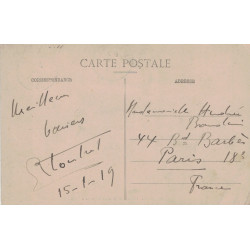 CARTE POSTALE
CORRESPONDANCE
ADRESSE
Meilleurs
baisers
15-1-19
Mademoiselle
44 Bd Barbès
Paris 18e
France